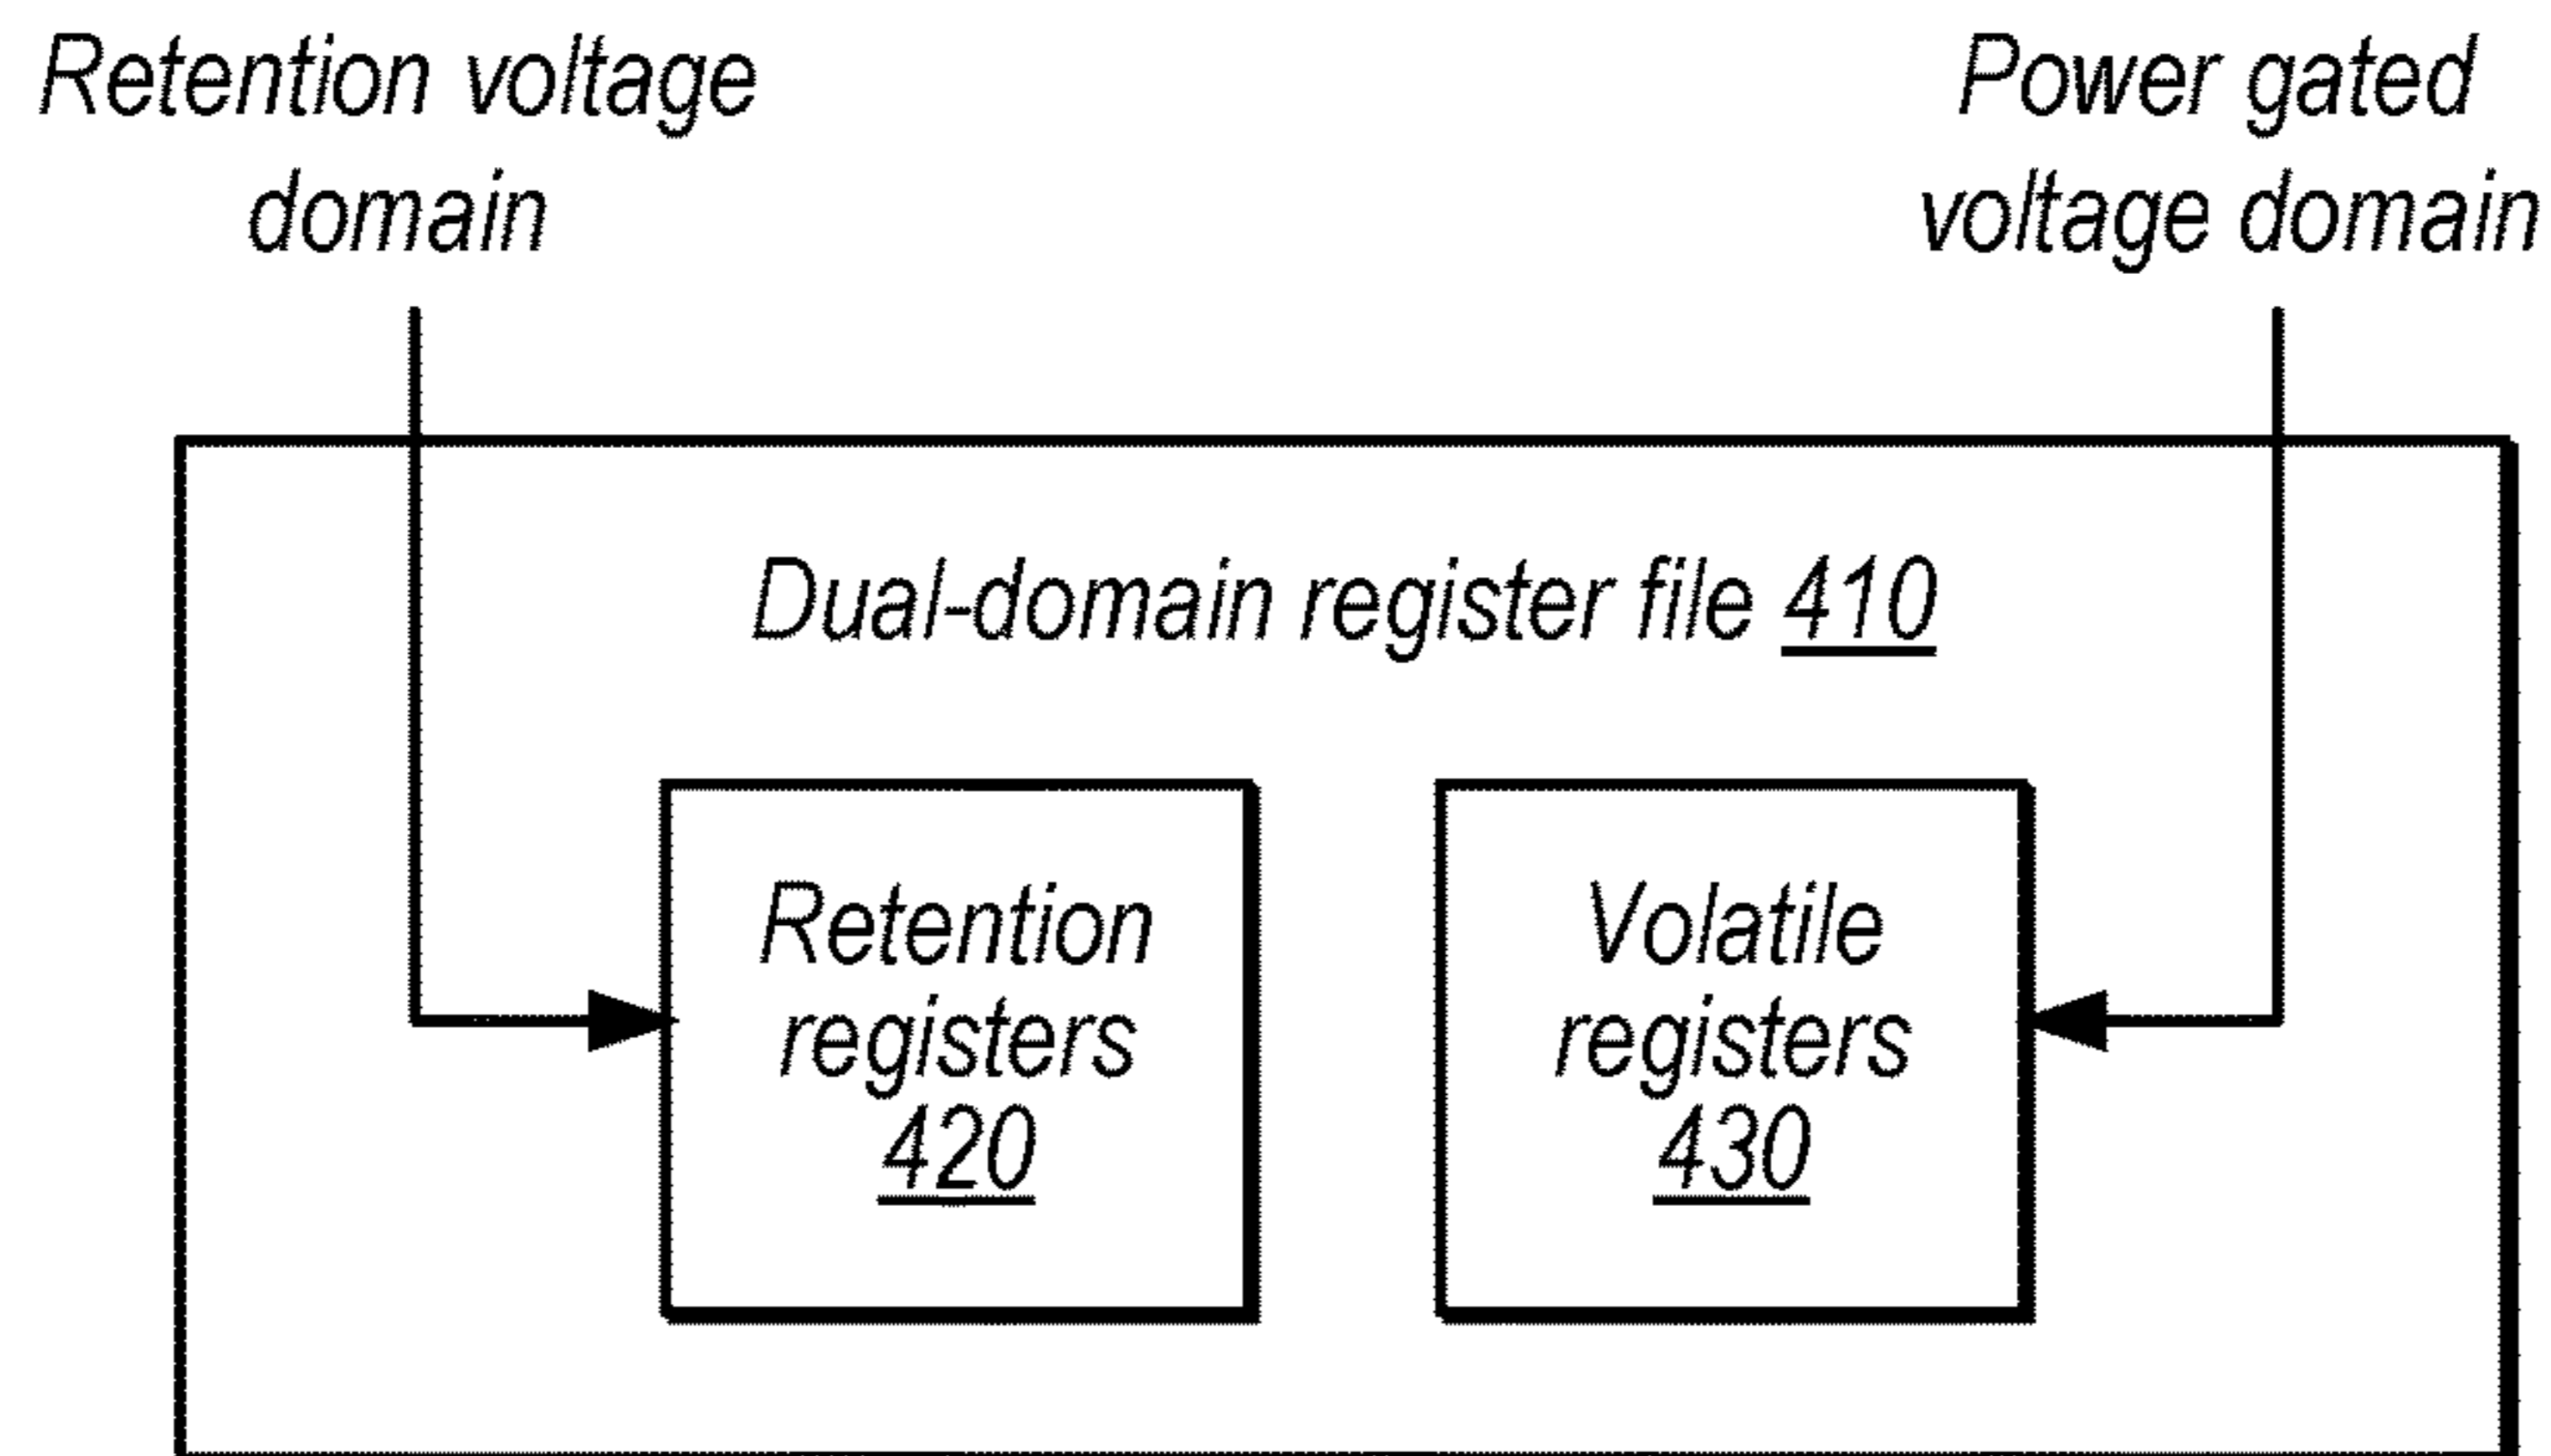 Retention voltage
domain
Power gated
voltage domain
Dual-domain register file 410
Retention
registers
420
Volatile
registers
430